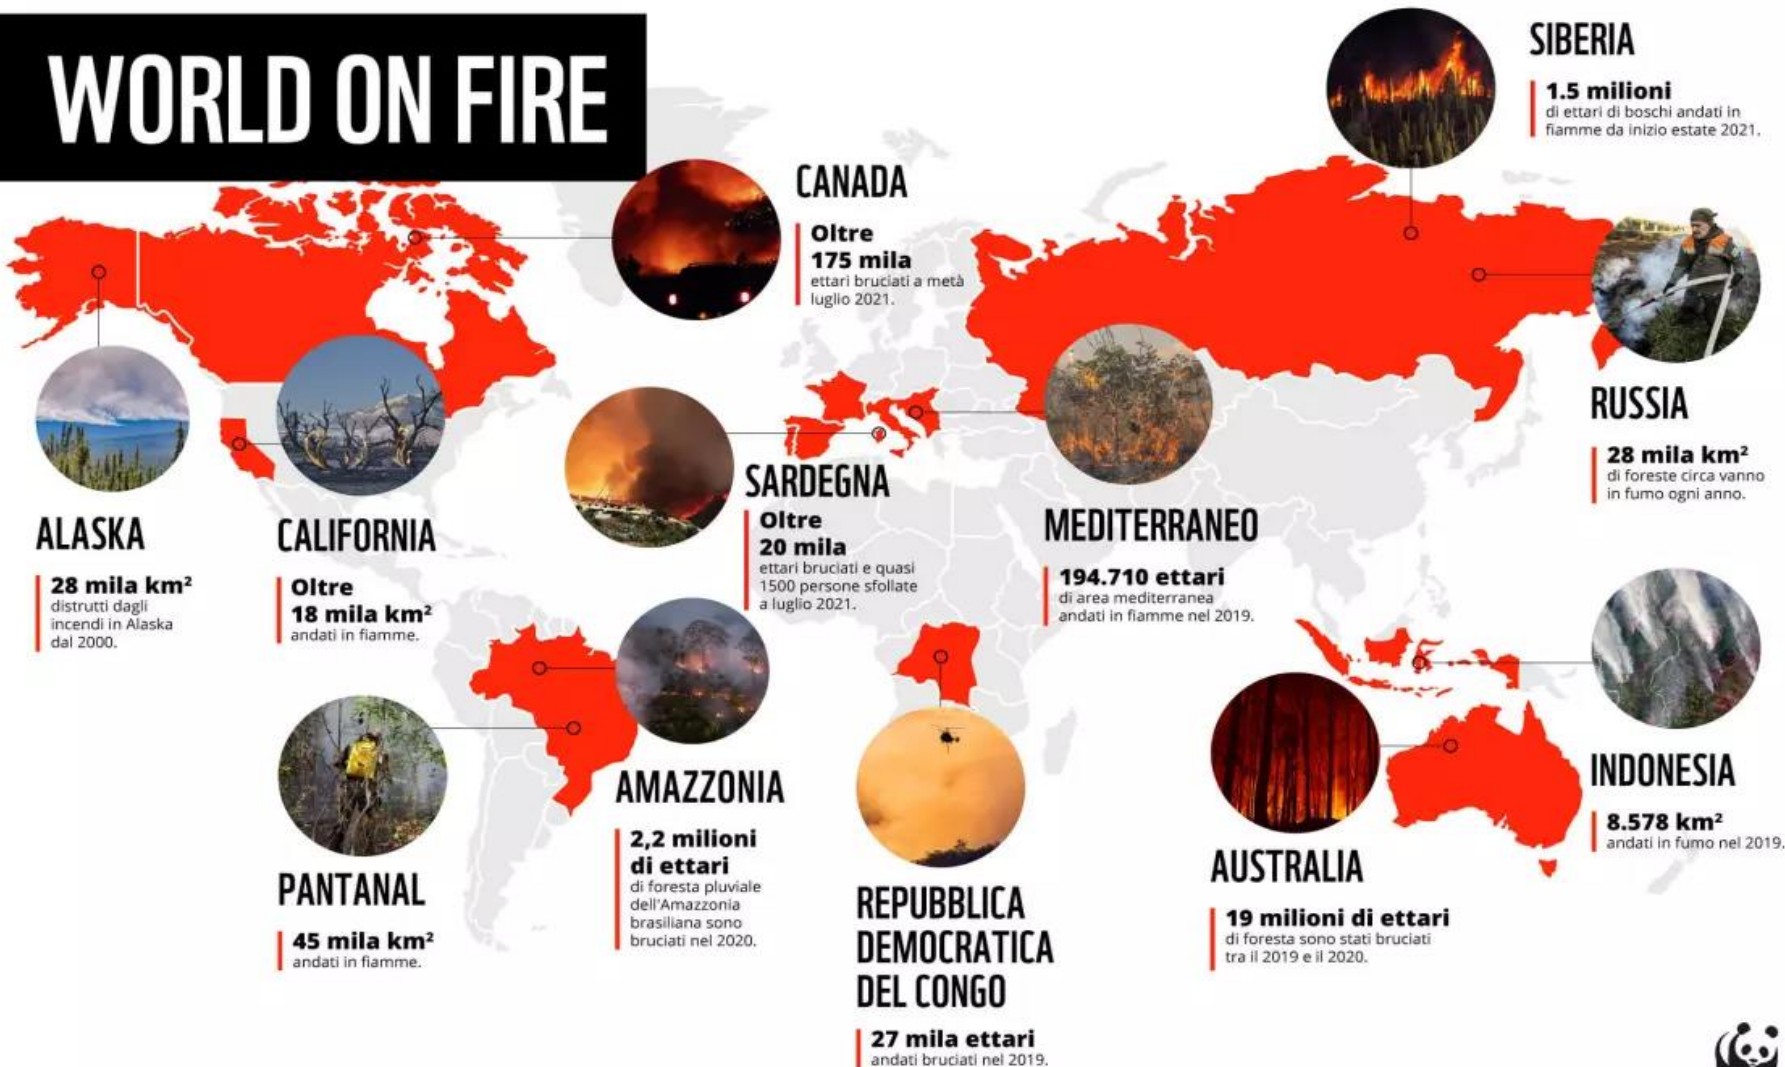 WORLD ON FIRE
SIBERIA
1.5 milioni
di ettari di boschi andati in
fiamme da inizio estate 2021.
CANADA
Oltre
175 mila
ettari bruciati a metà
luglio 2021.
RUSSIA
28 mila km²
di foreste circa vanno
in fumo ogni anno.
ALASKA
28 mila km²
distrutti dagli
incendi in Alaska
dal 2000.
CALIFORNIA
Oltre
18 mila km²
andati in fiamme.
SARDEGNA
Oltre
20 mila
ettari bruciati e quasi
1500 persone sfollate
a luglio 2021.
MEDITERRANEO
194.710 ettari
di area mediterranea
andati in fiamme nel 2019.
PANTANAL
45 mila km²
andati in fiamme.
AMAZZONIA
2,2 milioni
di ettari
di foresta pluviale
dell'Amazzonia
brasiliana sono
bruciati nel 2020.
REPUBBLICA
DEMOCRATICA
DEL CONGO
27 mila ettari
andati bruciati nel 2019.
AUSTRALIA
19 milioni di ettari
di foresta sono stati bruciati
tra il 2019 e il 2020.
INDONESIA
8.578 km²
andati in fumo nel 2019.